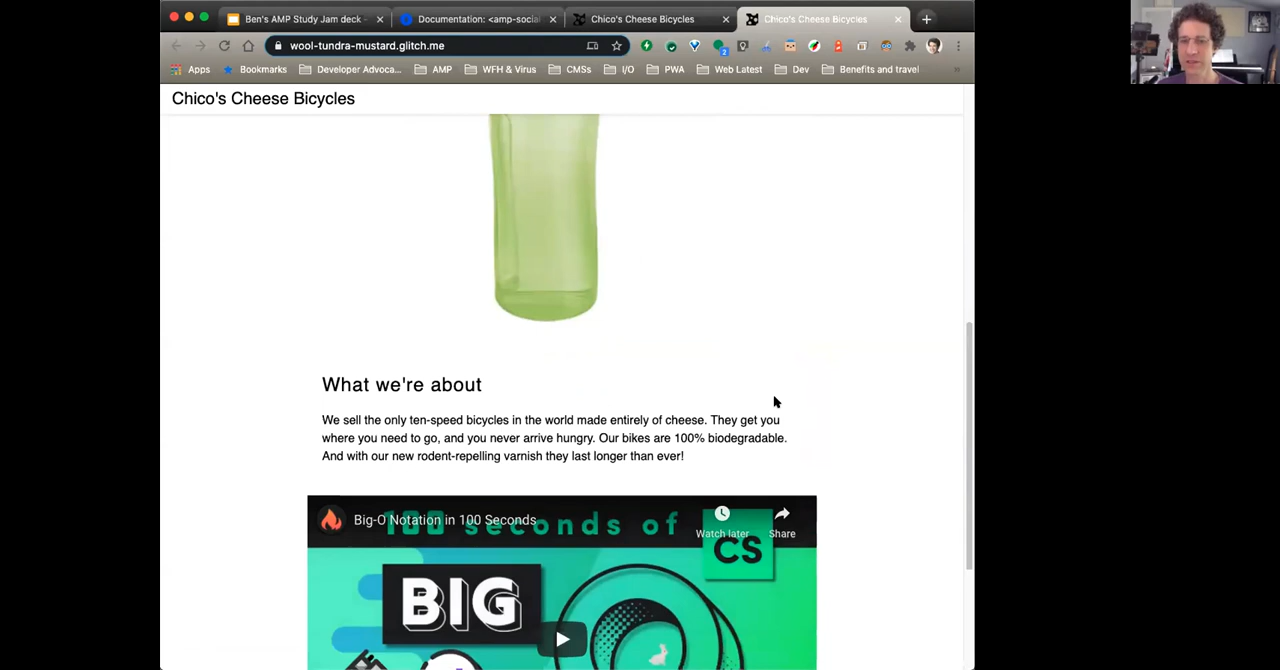 Ben's AMP Study Jam deck -
Documentation: <amp-social
Chico's Cheese Bicycles
Chico's Cheese Bicycles
wool-tundra-mustard.glitch.me
2
Apps
Bookmarks
Developer Advoca...
AMP
WFH & Virus
CMSs
I/O
PWA
Web Latest
Dev
Benefits and travel
»
Chico's Cheese Bicycles
What we're about
We sell the only ten-speed bicycles in the world made entirely of cheese. They get you
where you need to go, and you never arrive hungry. Our bikes are 100% biodegradable.
And with our new rodent-repelling varnish they last longer than ever!
Big-O Notation in 100 Seconds
100 seconds of
Watch later
Share
CS
BIG